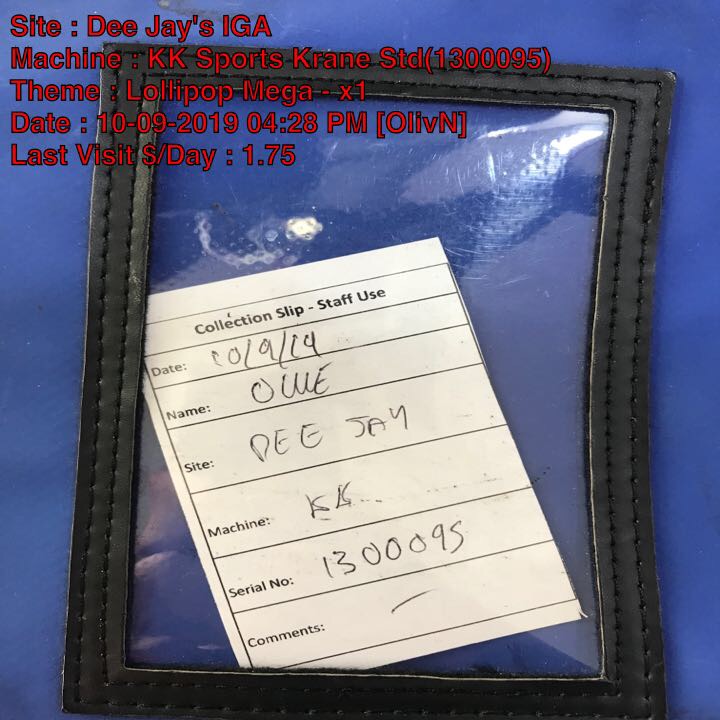 Site : Dee Jay's IGA
Machine : KK Sports Krane Std(1300095)
Theme : Lollipop Mega - x1
Date : 10-09-2019 04:28 PM [OlivN]
Last Visit $/Day : 1.75
Collection Slip - Staff Use
Date: 10/9/19
Name: OLLIE
Site: DEE JAY
Machine: KK
Serial No: 1300095
Comments: —